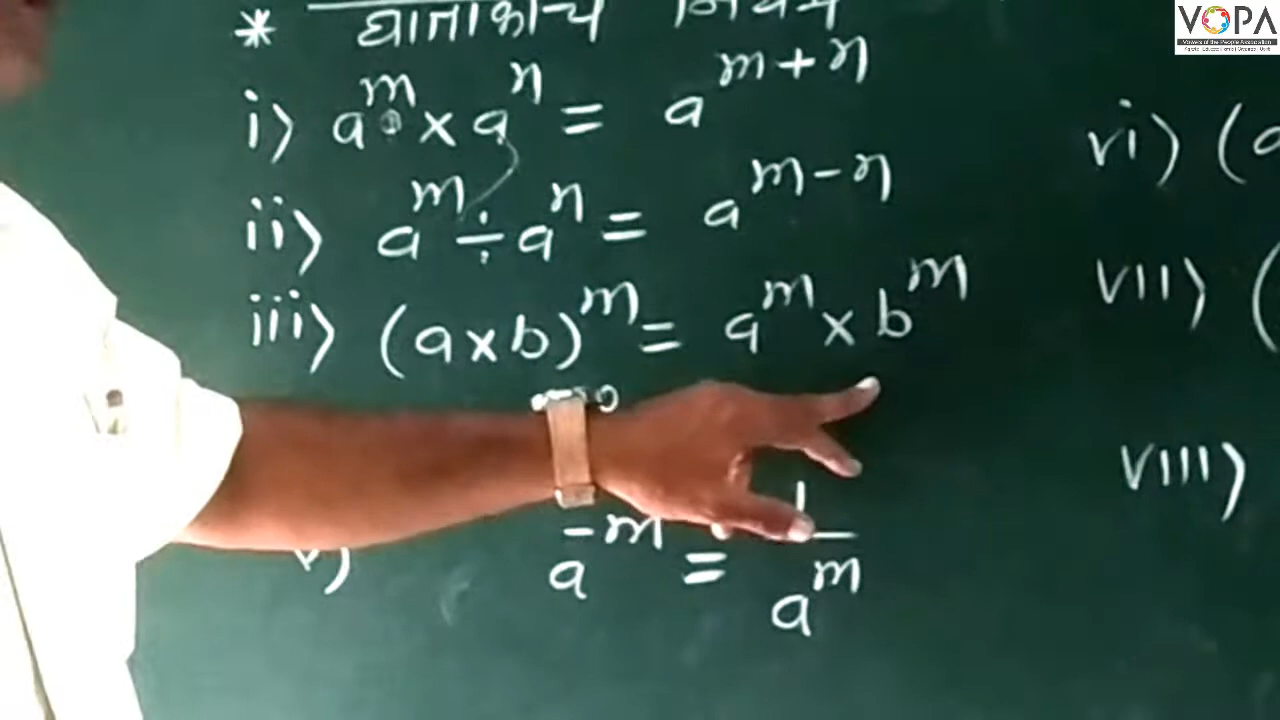 * घातांकाचे नियम
i) a^m × a^n = a^{m+n}
ii) a^m ÷ a^n = a^{m-n}
iii) (a×b)^m = a^m × b^m
v) a^{-m} = 1/a^m
vi) (a
vii) (
viii)
VOPA